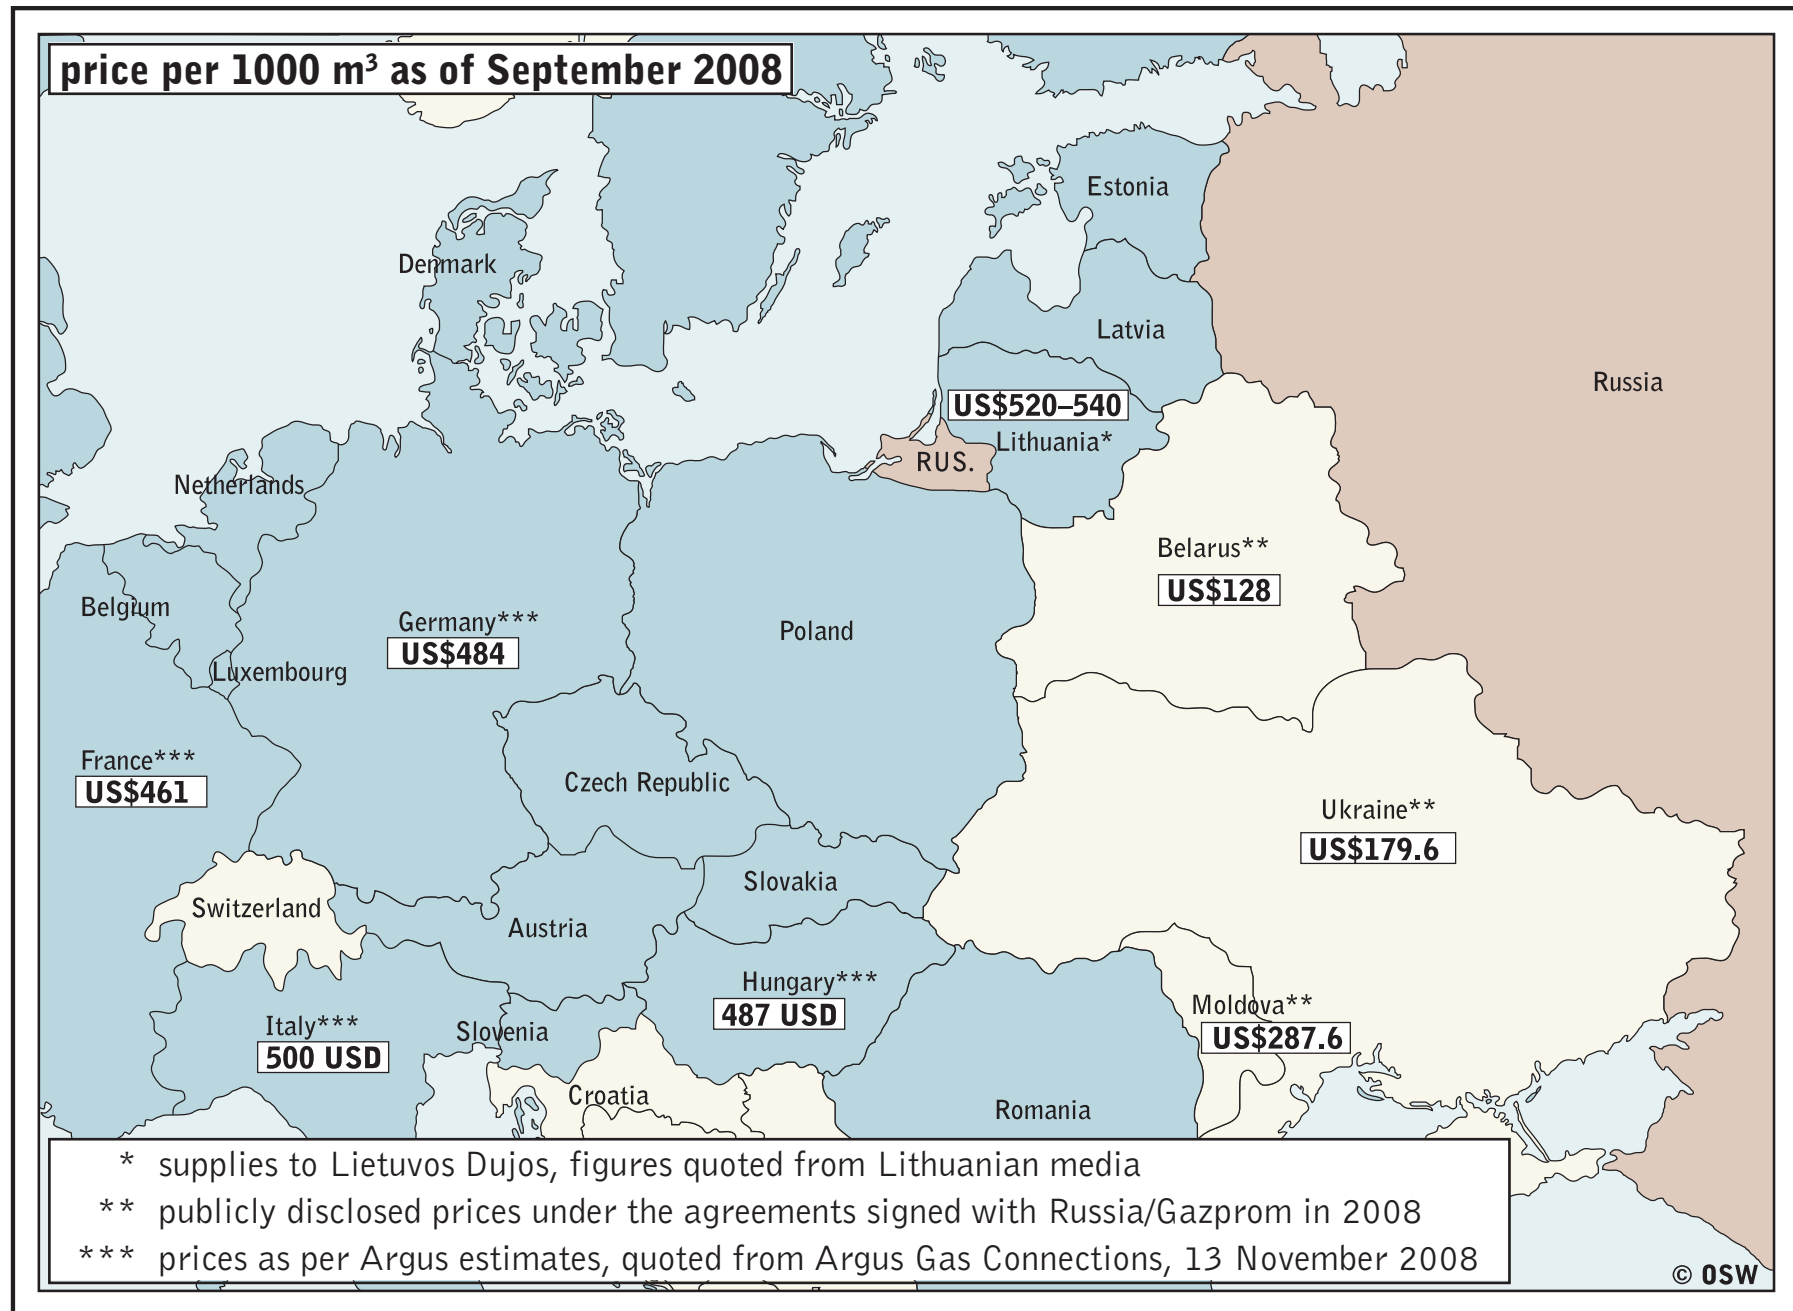 price per 1000 m³ as of September 2008
Estonia
Denmark
Latvia
Russia
US$520–540
Lithuania*
RUS.
Netherlands
Belarus**
US$128
Belgium
Germany***
US$484
Poland
Luxembourg
France***
US$461
Czech Republic
Ukraine**
US$179.6
Slovakia
Switzerland
Austria
Hungary***
487 USD
Moldova**
US$287.6
Italy***
500 USD
Slovenia
Croatia
Romania
* supplies to Lietuvos Dujos, figures quoted from Lithuanian media
** publicly disclosed prices under the agreements signed with Russia/Gazprom in 2008
*** prices as per Argus estimates, quoted from Argus Gas Connections, 13 November 2008
© OSW